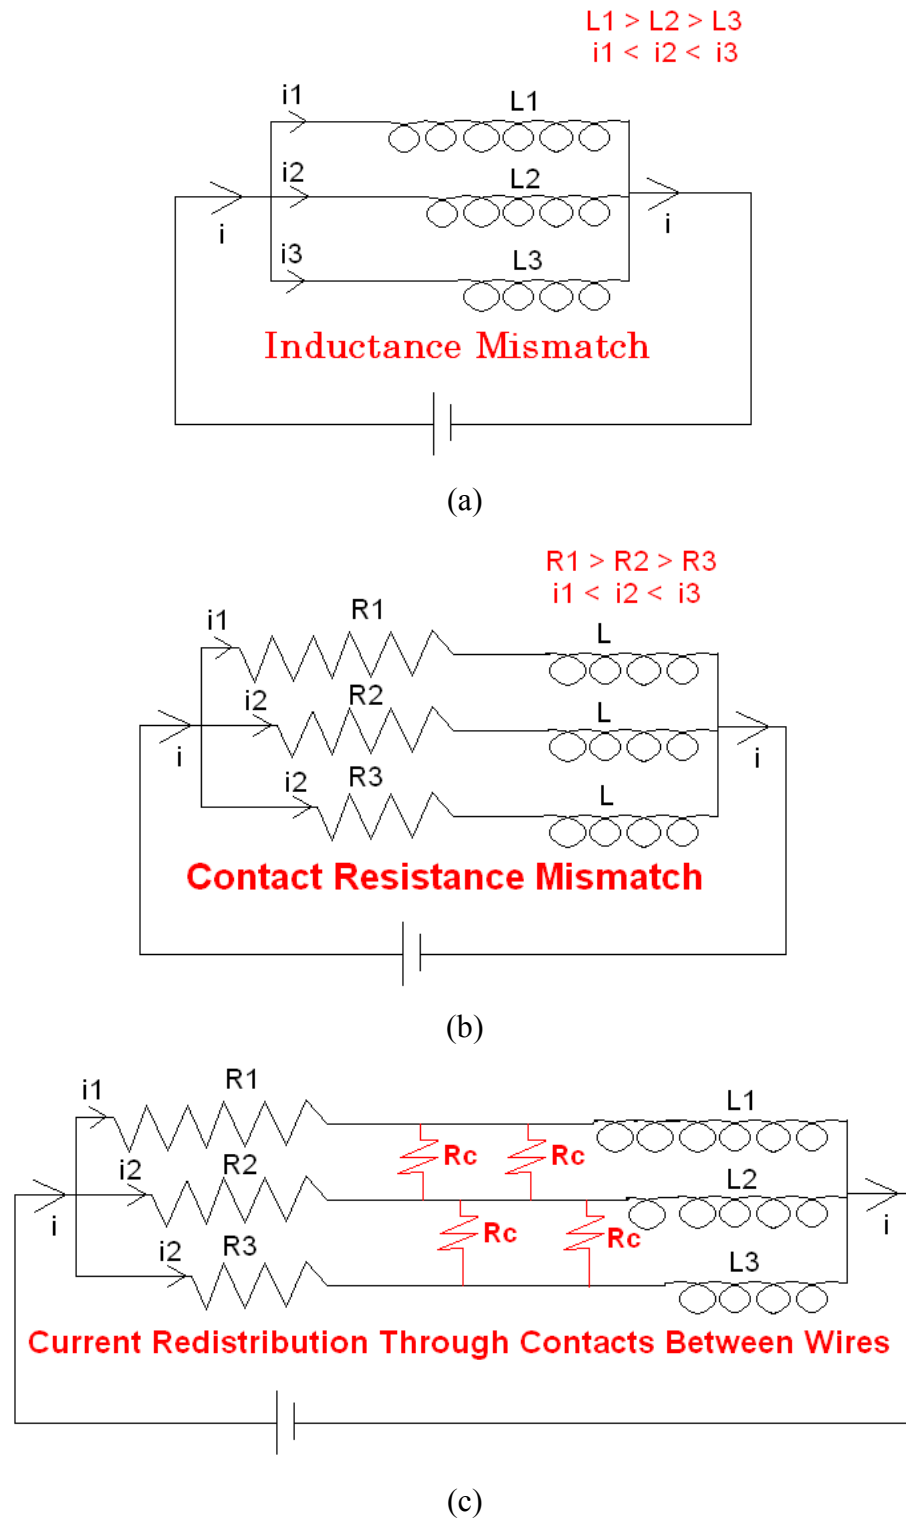 L1 > L2 > L3
i1 < i2 < i3
i1
L1
i2
L2
i
i
i3
L3
Inductance Mismatch
(a)
R1 > R2 > R3
i1 < i2 < i3
i1
R1
L
i2
R2
L
i
i
i2
R3
L
Contact Resistance Mismatch
(b)
i1
R1
L1
Rc
Rc
i2
R2
L2
i
i
Rc
Rc
i2
R3
L3
Current Redistribution Through Contacts Between Wires
(c)